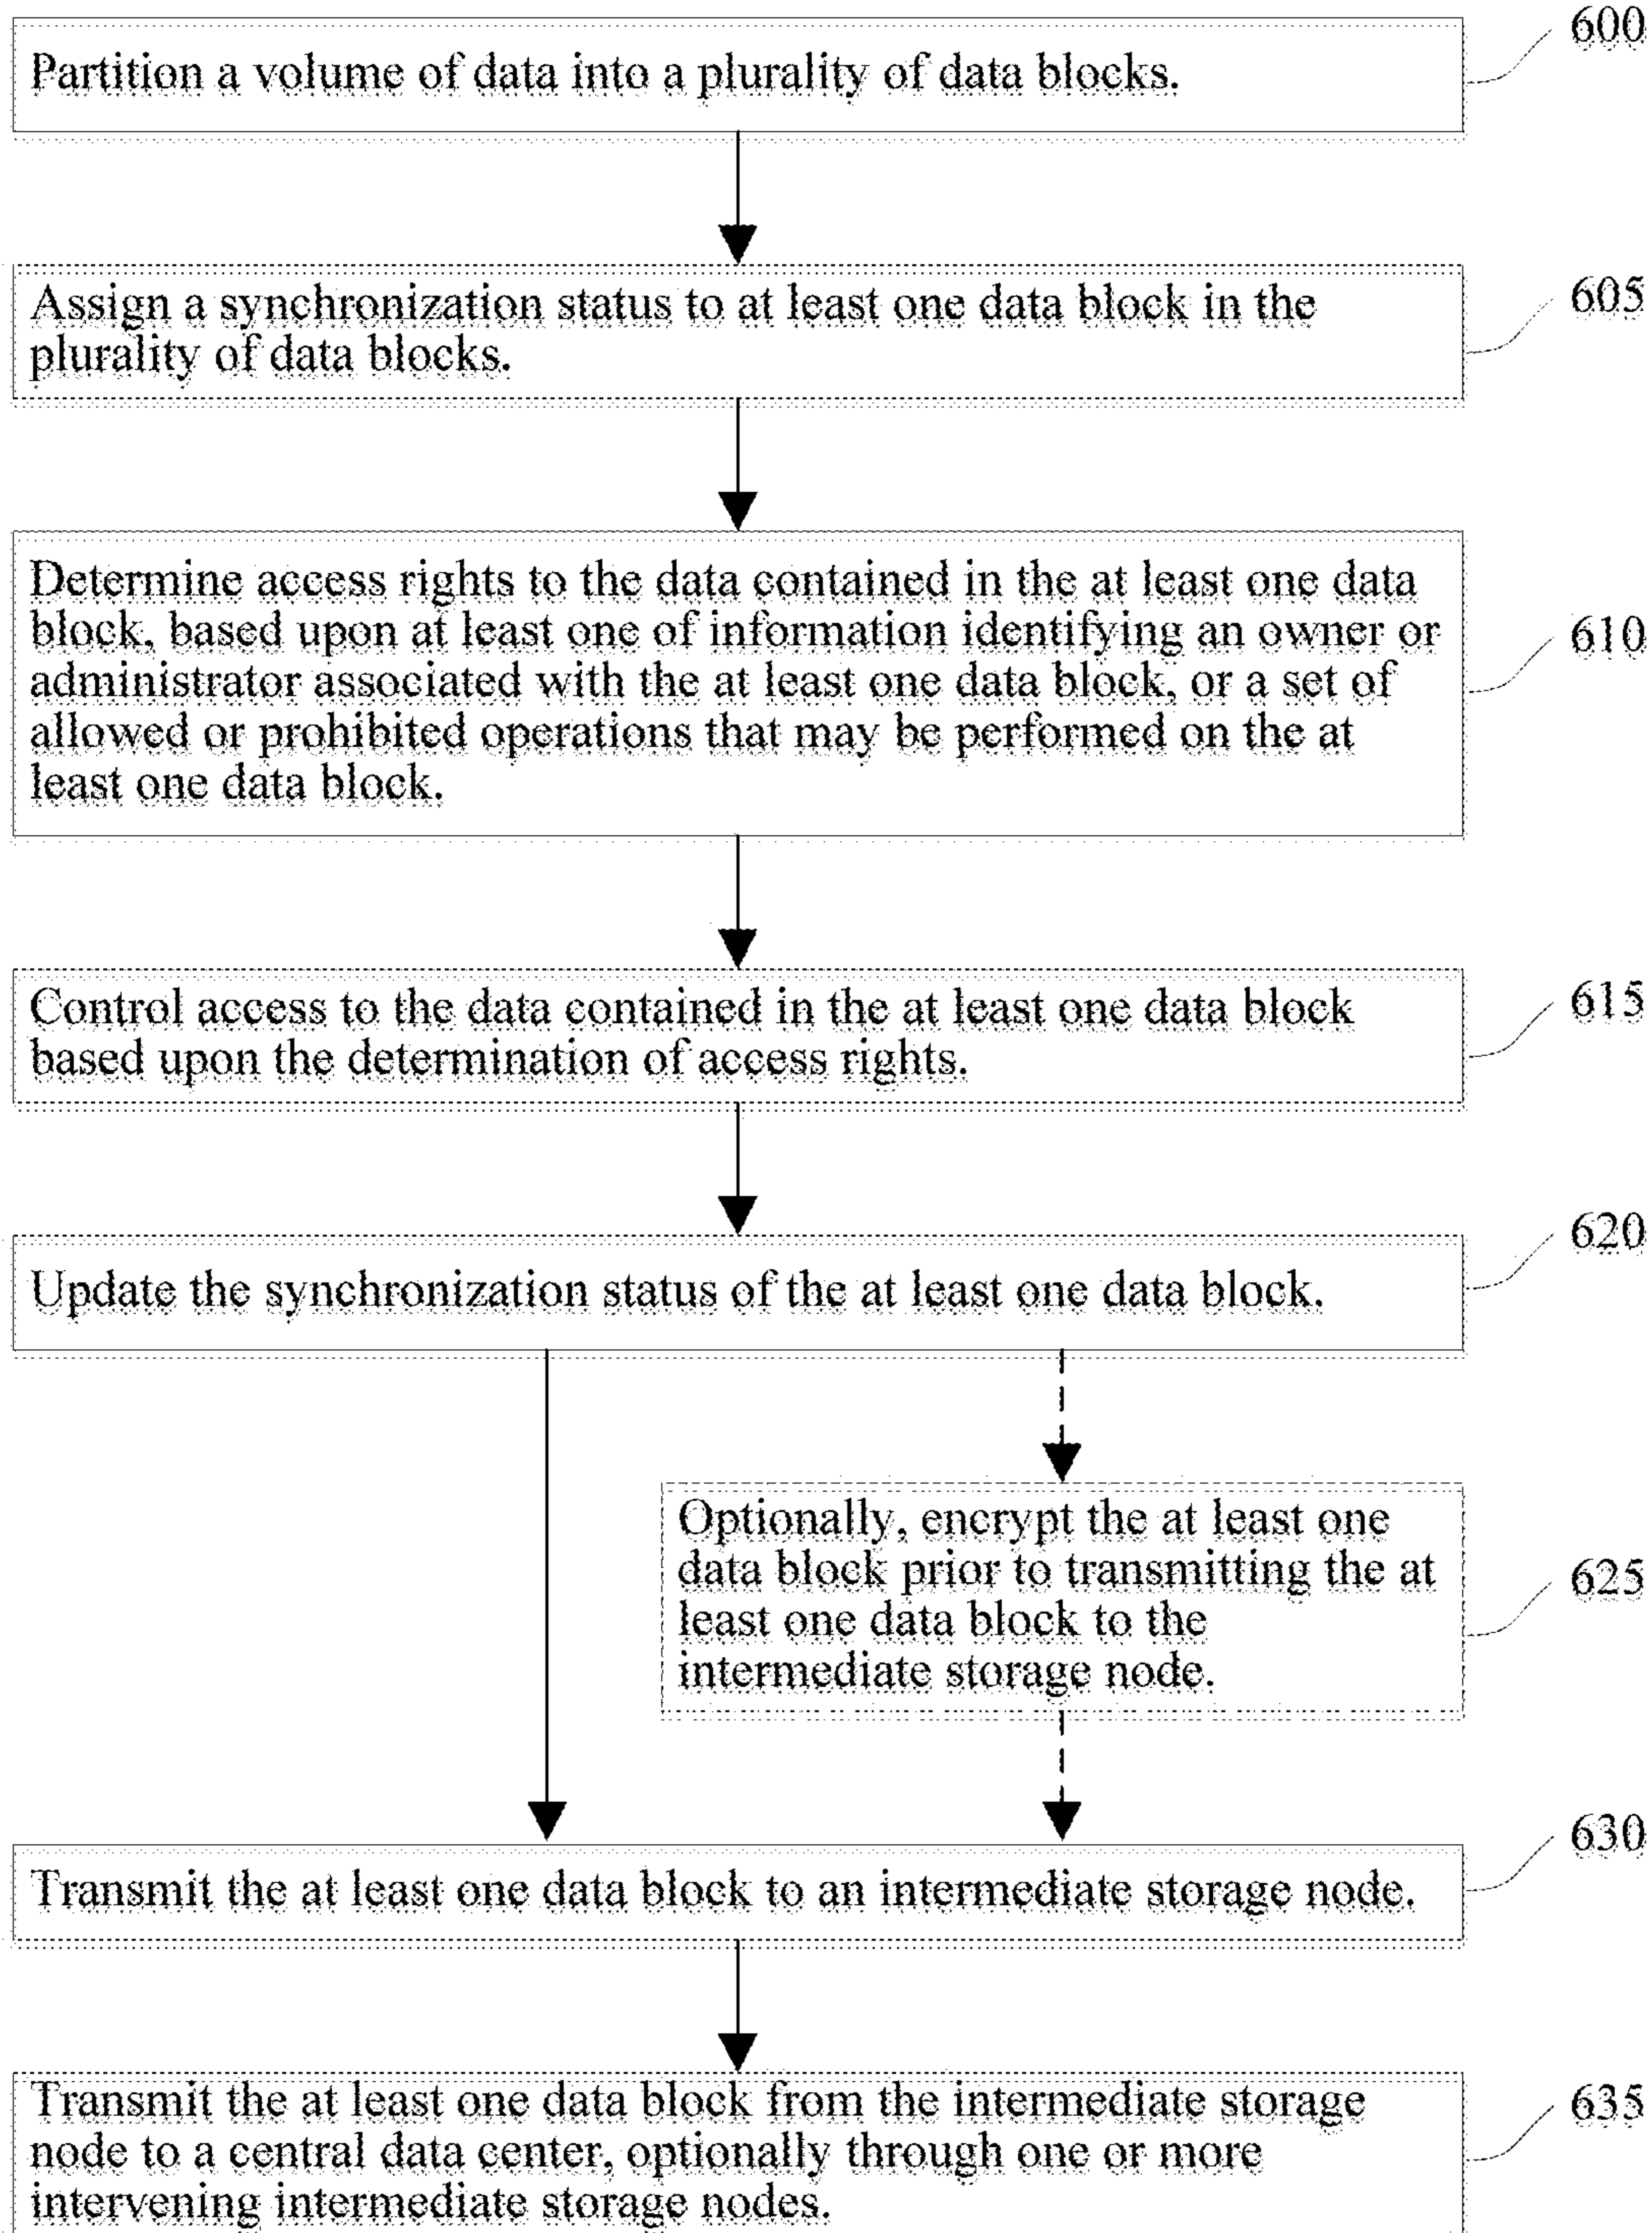 600
Partition a volume of data into a plurality of data blocks.
605
Assign a synchronization status to at least one data block in the
plurality of data blocks.
610
Determine access rights to the data contained in the at least one data
block, based upon at least one of information identifying an owner or
administrator associated with the at least one data block, or a set of
allowed or prohibited operations that may be performed on the at
least one data block.
615
Control access to the data contained in the at least one data block
based upon the determination of access rights.
620
Update the synchronization status of the at least one data block.
625
Optionally, encrypt the at least one
data block prior to transmitting the at
least one data block to the
intermediate storage node.
630
Transmit the at least one data block to an intermediate storage node.
635
Transmit the at least one data block from the intermediate storage
node to a central data center, optionally through one or more
intervening intermediate storage nodes.